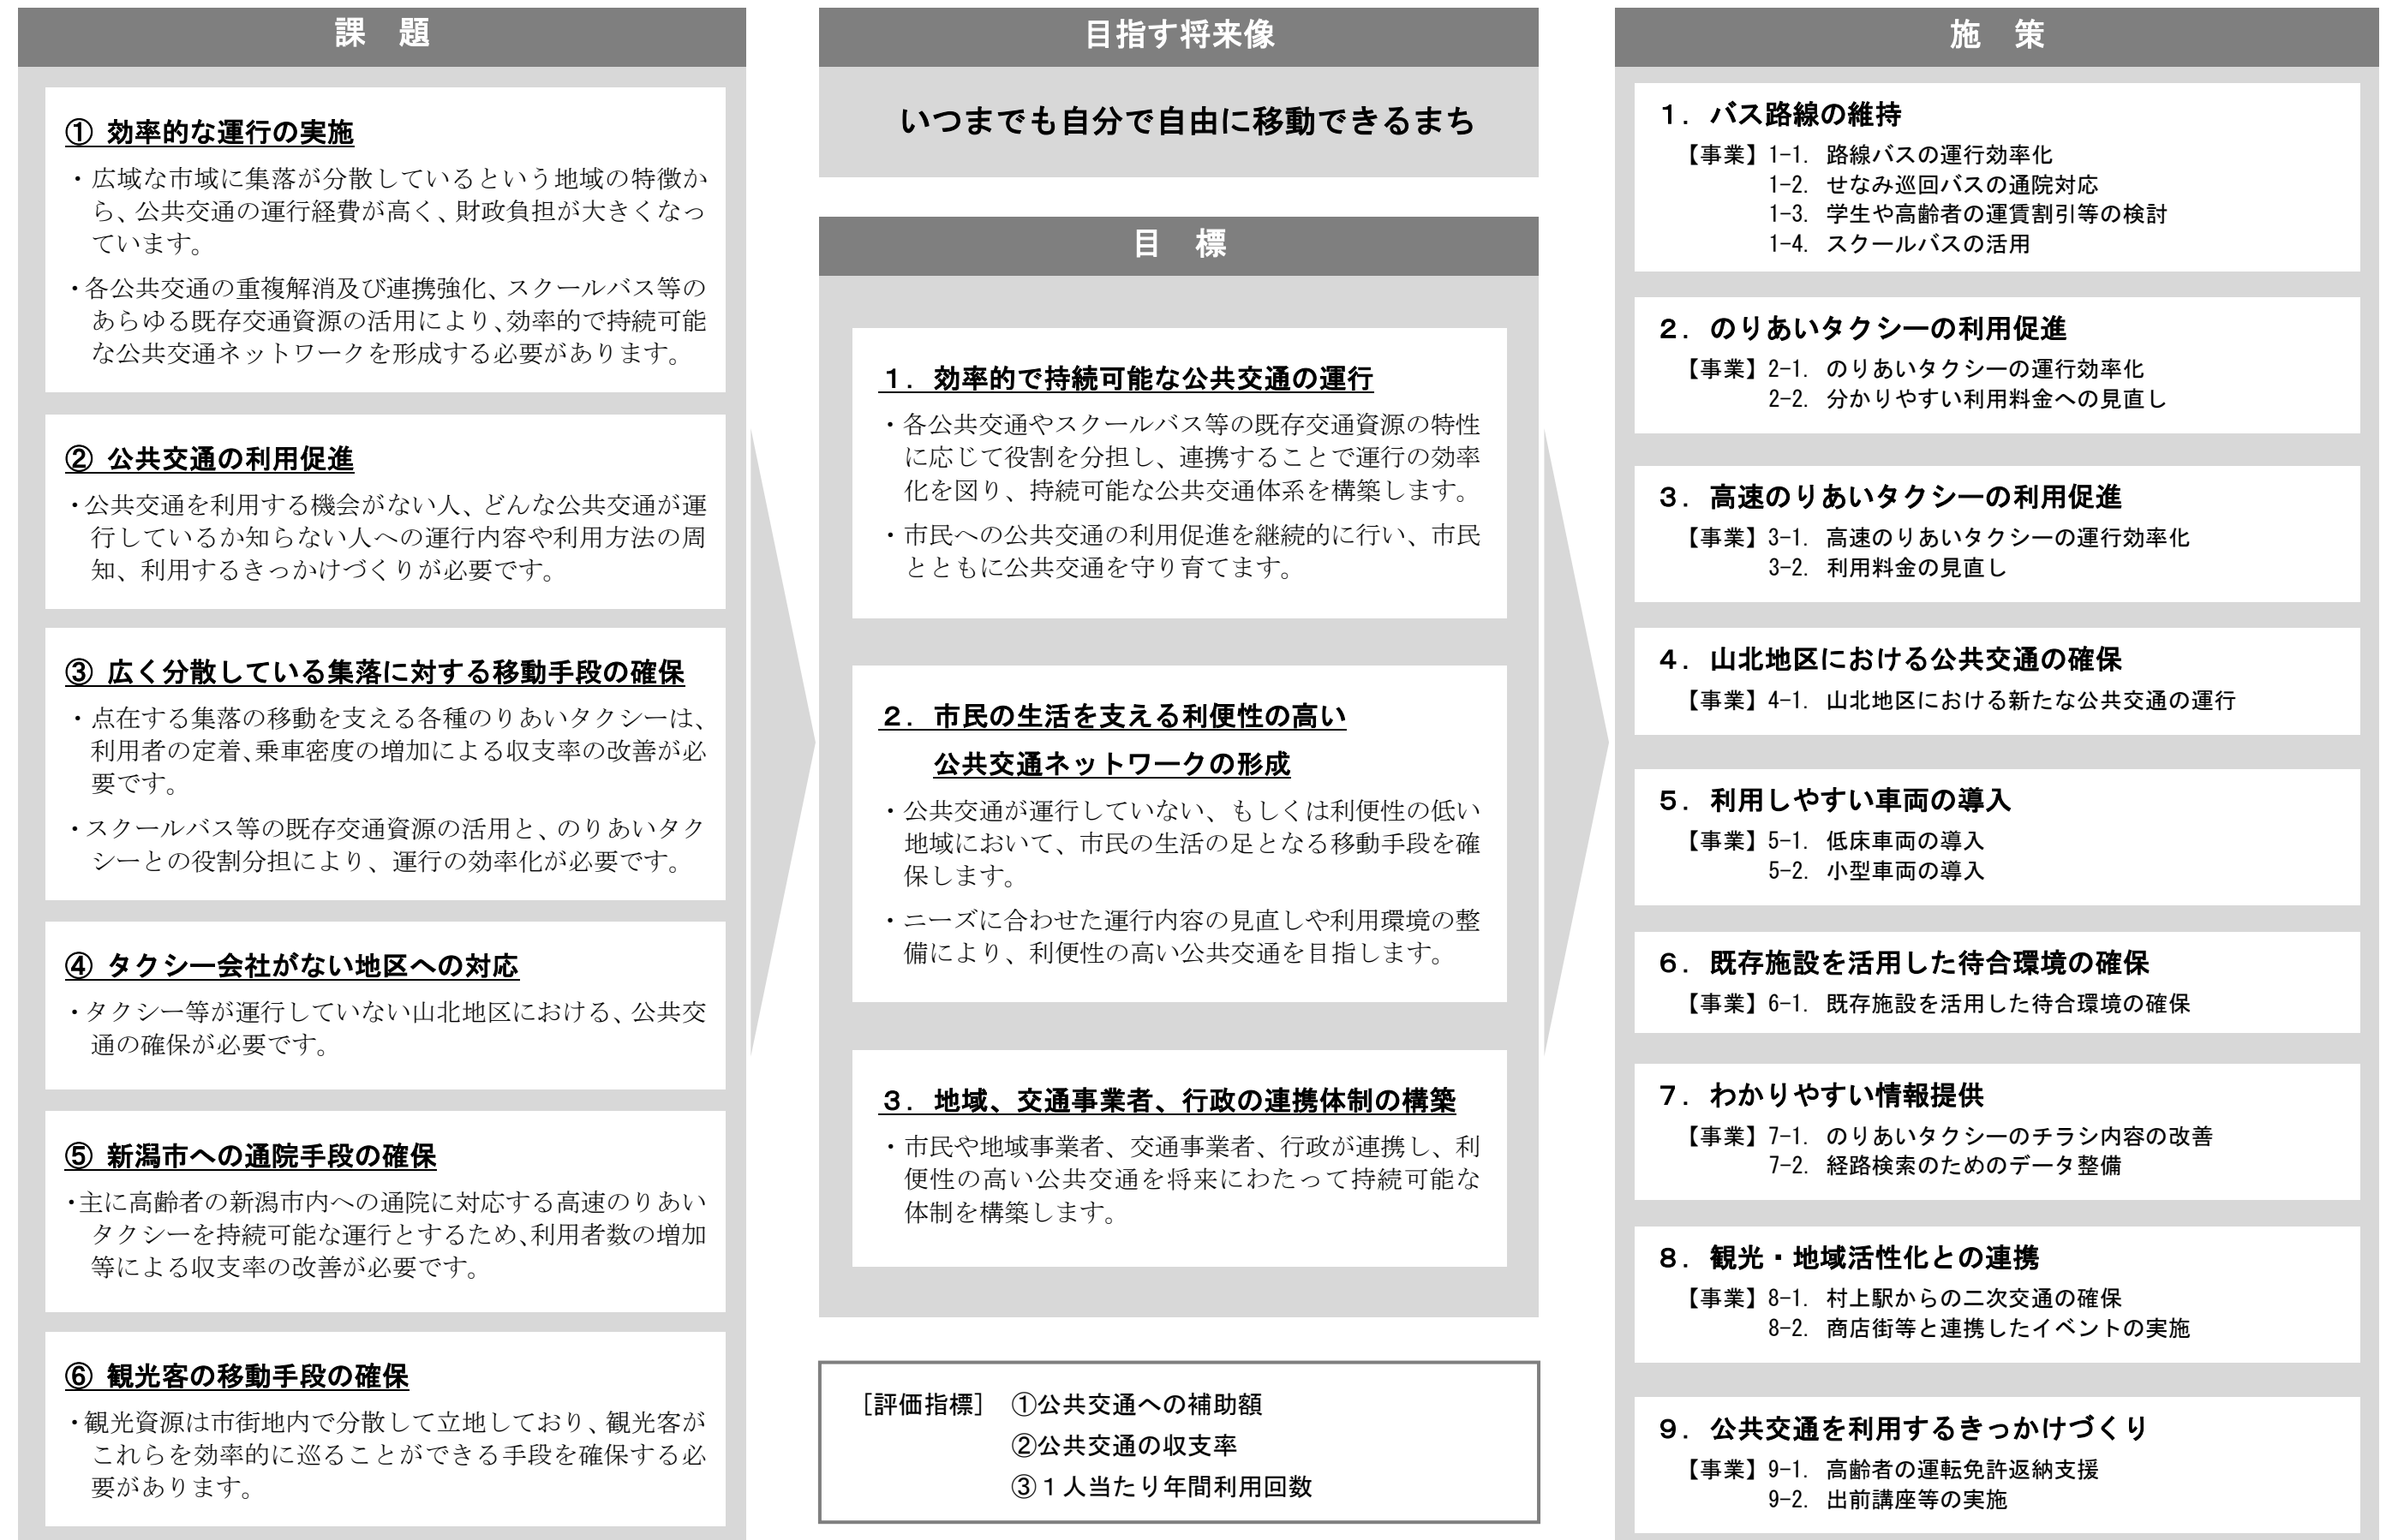 課　題
① 効率的な運行の実施
・広域な市域に集落が分散しているという地域の特徴か
ら、公共交通の運行経費が高く、財政負担が大きくなっ
ています。
・各公共交通の重複解消及び連携強化、スクールバス等の
あらゆる既存交通資源の活用により、効率的で持続可能
な公共交通ネットワークを形成する必要があります。
② 公共交通の利用促進
・公共交通を利用する機会がない人、どんな公共交通が運
行しているか知らない人への運行内容や利用方法の周
知、利用するきっかけづくりが必要です。
③ 広く分散している集落に対する移動手段の確保
・点在する集落の移動を支える各種のりあいタクシーは、
利用者の定着、乗車密度の増加による収支率の改善が必
要です。
・スクールバス等の既存交通資源の活用と、のりあいタク
シーとの役割分担により、運行の効率化が必要です。
④ タクシー会社がない地区への対応
・タクシー等が運行していない山北地区における、公共交
通の確保が必要です。
⑤ 新潟市への通院手段の確保
・主に高齢者の新潟市内への通院に対応する高速のりあい
タクシーを持続可能な運行とするため、利用者数の増加
等による収支率の改善が必要です。
⑥ 観光客の移動手段の確保
・観光資源は市街地内で分散して立地しており、観光客が
これらを効率的に巡ることができる手段を確保する必
要があります。
目指す将来像
いつまでも自分で自由に移動できるまち
目　標
１．効率的で持続可能な公共交通の運行
・各公共交通やスクールバス等の既存交通資源の特性
に応じて役割を分担し、連携することで運行の効率
化を図り、持続可能な公共交通体系を構築します。
・市民への公共交通の利用促進を継続的に行い、市民
とともに公共交通を守り育てます。
２．市民の生活を支える利便性の高い
公共交通ネットワークの形成
・公共交通が運行していない、もしくは利便性の低い
地域において、市民の生活の足となる移動手段を確
保します。
・ニーズに合わせた運行内容の見直しや利用環境の整
備により、利便性の高い公共交通を目指します。
３．地域、交通事業者、行政の連携体制の構築
・市民や地域事業者、交通事業者、行政が連携し、利
便性の高い公共交通を将来にわたって持続可能な
体制を構築します。
［評価指標］ ①公共交通への補助額
②公共交通の収支率
③１人当たり年間利用回数
施　策
１．バス路線の維持
【事業】1-1. 路線バスの運行効率化
1-2. せなみ巡回バスの通院対応
1-3. 学生や高齢者の運賃割引等の検討
1-4. スクールバスの活用
２．のりあいタクシーの利用促進
【事業】2-1. のりあいタクシーの運行効率化
2-2. 分かりやすい利用料金への見直し
３．高速のりあいタクシーの利用促進
【事業】3-1. 高速のりあいタクシーの運行効率化
3-2. 利用料金の見直し
４．山北地区における公共交通の確保
【事業】4-1. 山北地区における新たな公共交通の運行
５．利用しやすい車両の導入
【事業】5-1. 低床車両の導入
5-2. 小型車両の導入
６．既存施設を活用した待合環境の確保
【事業】6-1. 既存施設を活用した待合環境の確保
７．わかりやすい情報提供
【事業】7-1. のりあいタクシーのチラシ内容の改善
7-2. 経路検索のためのデータ整備
８．観光・地域活性化との連携
【事業】8-1. 村上駅からの二次交通の確保
8-2. 商店街等と連携したイベントの実施
９．公共交通を利用するきっかけづくり
【事業】9-1. 高齢者の運転免許返納支援
9-2. 出前講座等の実施